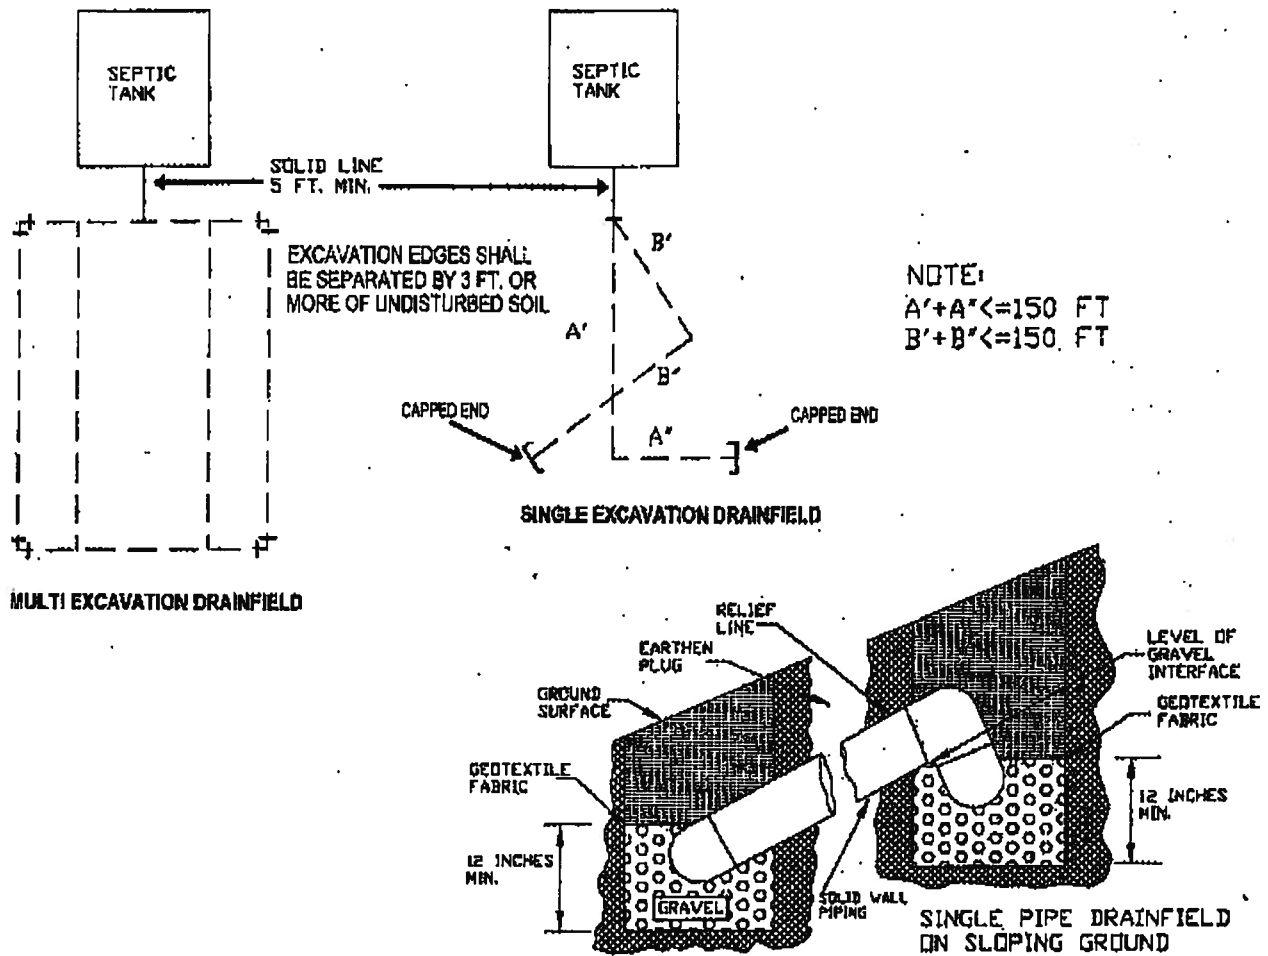 SEPTIC
TANK
SEPTIC
TANK
SOLID LINE
5 FT. MIN.
EXCAVATION EDGES SHALL
BE SEPARATED BY 3 FT. OR
MORE OF UNDISTURBED SOIL
B'
A'
B"
A"
NOTE:
A'+A"<=150 FT
B'+B"<=150 FT
CAPPED END
CAPPED END
SINGLE EXCAVATION DRAINFIELD
MULTI EXCAVATION DRAINFIELD
RELIEF
LINE
EARTHEN
PLUG
GROUND
SURFACE
GEOTEXTILE
FABRIC
LEVEL OF
GRAVEL
INTERFACE
GEOTEXTILE
FABRIC
12 INCHES
MIN.
12 INCHES
MIN.
GRAVEL
SOLID WALL
PIPING
SINGLE PIPE DRAINFIELD
ON SLOPING GROUND